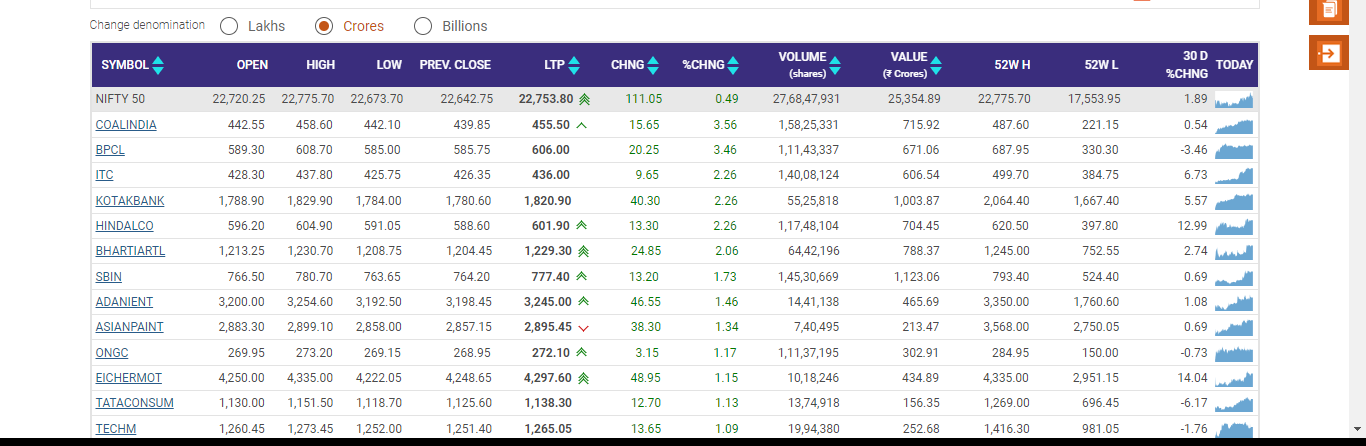 Change denomination Lakhs Crores Billions
SYMBOL OPEN HIGH LOW PREV. CLOSE LTP CHNG %CHNG VOLUME (shares) VALUE (₹ Crores) 52W H 52W L 30 D %CHNG TODAY
NIFTY 50 22,720.25 22,775.70 22,673.70 22,642.75 22,753.80 111.05 0.49 27,68,47,931 25,354.89 22,775.70 17,553.95 1.89
COALINDIA 442.55 458.60 442.10 439.85 455.50 15.65 3.56 1,58,25,331 715.92 487.60 221.15 0.54
BPCL 589.30 608.70 585.00 585.75 606.00 20.25 3.46 1,11,43,337 671.06 687.95 330.30 -3.46
ITC 428.30 437.80 425.75 426.35 436.00 9.65 2.26 1,40,08,124 606.54 499.70 384.75 6.73
KOTAKBANK 1,788.90 1,829.90 1,784.00 1,780.60 1,820.90 40.30 2.26 55,25,818 1,003.87 2,064.40 1,667.40 5.57
HINDALCO 596.20 604.90 591.05 588.60 601.90 13.30 2.26 1,17,48,104 704.45 620.50 397.80 12.99
BHARTIARTL 1,213.25 1,230.70 1,208.75 1,204.45 1,229.30 24.85 2.06 64,42,196 788.37 1,245.00 752.55 2.74
SBIN 766.50 780.70 763.65 764.20 777.40 13.20 1.73 1,45,30,669 1,123.06 793.40 524.40 0.69
ADANIENT 3,200.00 3,254.60 3,192.50 3,198.45 3,245.00 46.55 1.46 14,41,138 465.69 3,350.00 1,760.60 1.08
ASIANPAINT 2,883.30 2,899.10 2,858.00 2,857.15 2,895.45 38.30 1.34 7,40,495 213.47 3,568.00 2,750.05 0.69
ONGC 269.95 273.20 269.15 268.95 272.10 3.15 1.17 1,11,37,195 302.91 284.95 150.00 -0.73
EICHERMOT 4,250.00 4,335.00 4,222.05 4,248.65 4,297.60 48.95 1.15 10,18,246 434.89 4,335.00 2,951.15 14.04
TATACONSUM 1,130.00 1,151.50 1,118.70 1,125.60 1,138.30 12.70 1.13 13,74,918 156.35 1,269.00 696.45 -6.17
TECHM 1,260.45 1,273.45 1,252.00 1,251.40 1,265.05 13.65 1.09 19,94,380 252.68 1,416.30 981.05 -1.76